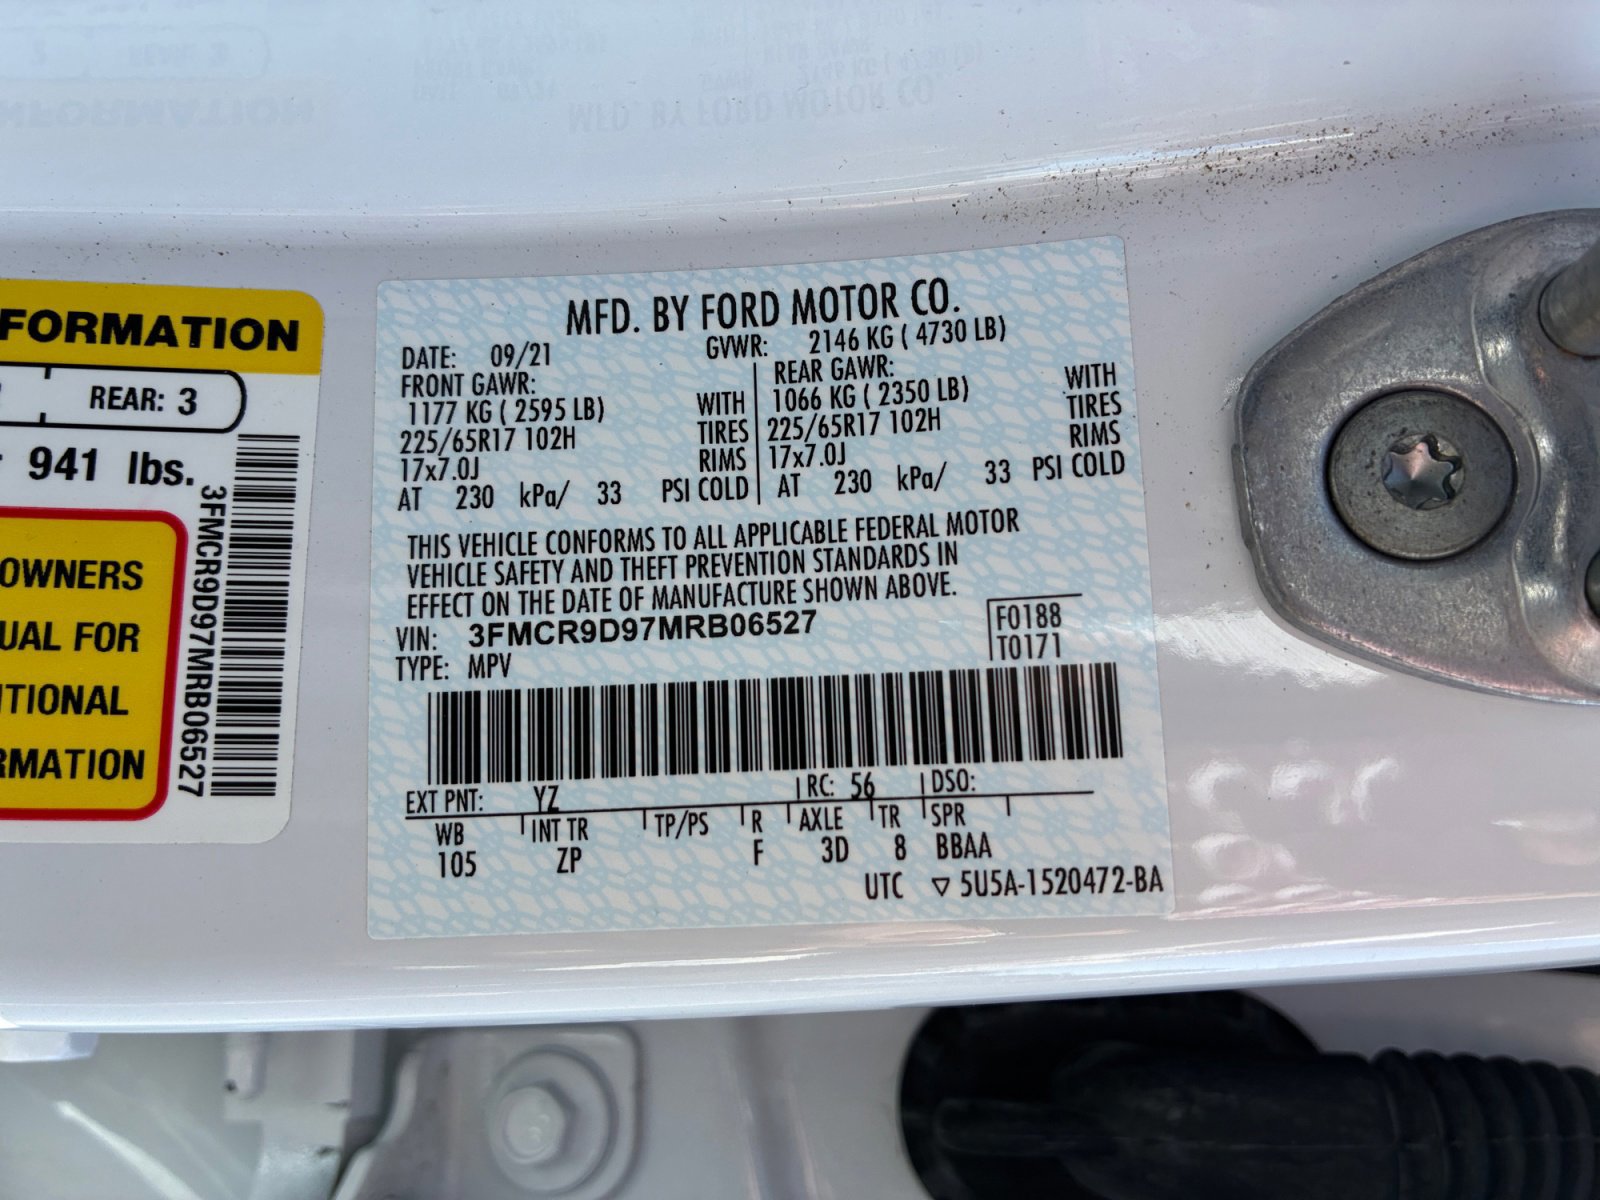 FORMATION
REAR: 3
941 lbs.
OWNERS
UAL FOR
ITIONAL
RMATION
3FMCR9D97MRB06527
MFD. BY FORD MOTOR CO.
DATE: 09/21 GVWR: 2146 KG ( 4730 LB)
FRONT GAWR: REAR GAWR:
1177 KG ( 2595 LB) WITH 1066 KG ( 2350 LB) WITH
225/65R17 102H TIRES 225/65R17 102H TIRES
17x7.0J RIMS 17x7.0J RIMS
AT 230 kPa/ 33 PSI COLD AT 230 kPa/ 33 PSI COLD
THIS VEHICLE CONFORMS TO ALL APPLICABLE FEDERAL MOTOR
VEHICLE SAFETY AND THEFT PREVENTION STANDARDS IN
EFFECT ON THE DATE OF MANUFACTURE SHOWN ABOVE.
VIN: 3FMCR9D97MRB06527 F0188
TYPE: MPV T0171
EXT PNT: YZ RC: 56 DSO:
WB INT TR TP/PS R AXLE TR SPR
105 ZP F 3D 8 BBAA
UTC ▽ 5U5A-1520472-BA